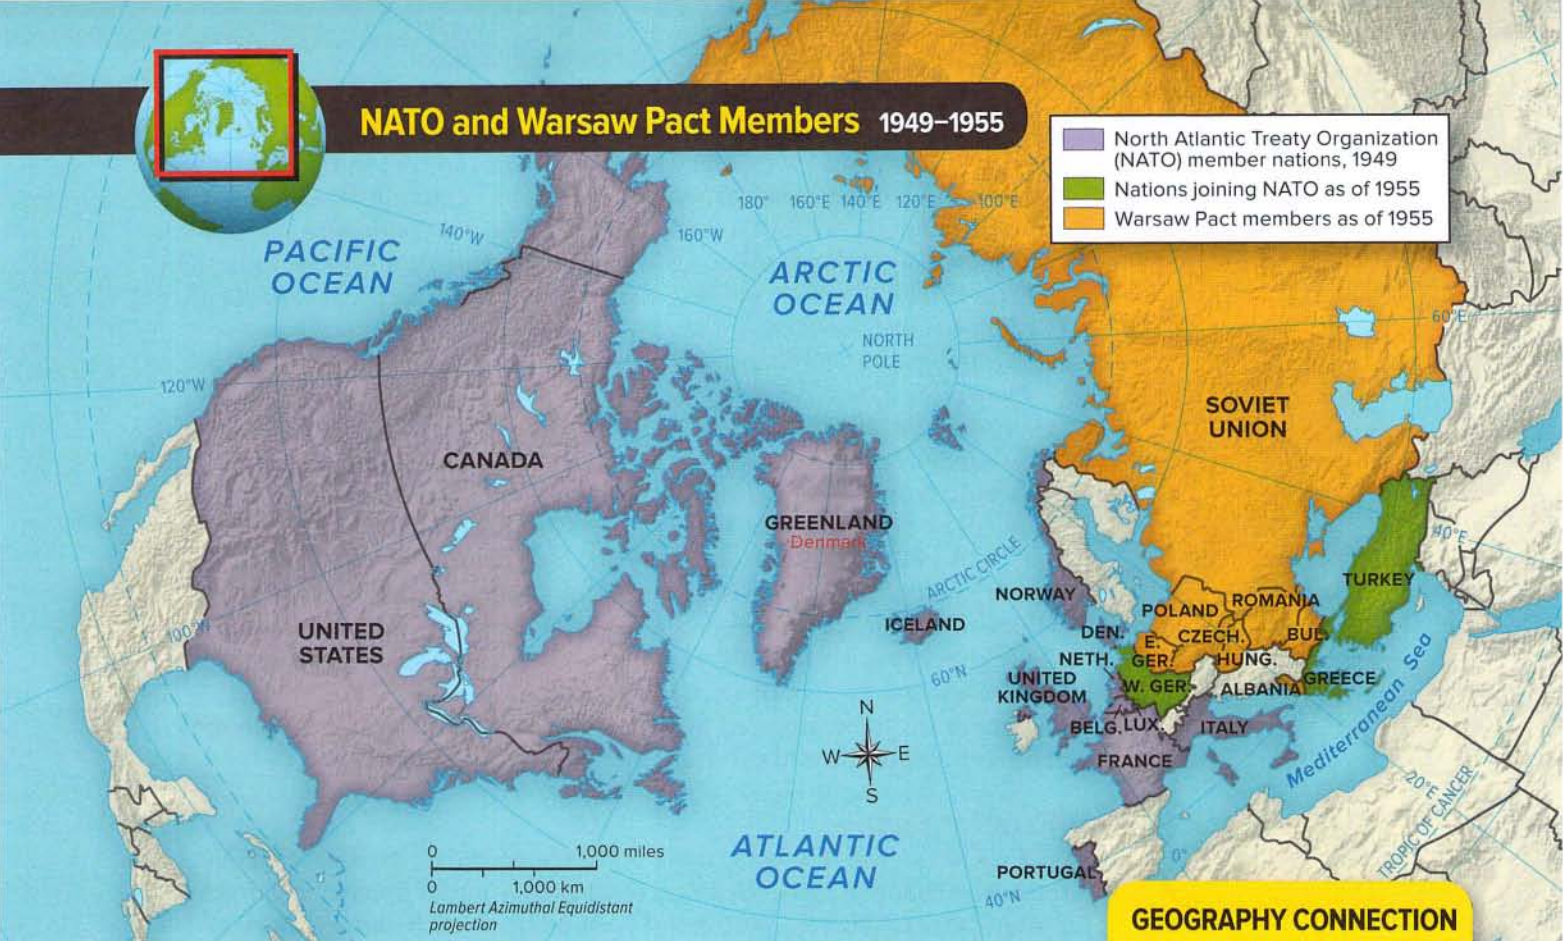 NATO and Warsaw Pact Members 1949–1955
North Atlantic Treaty Organization
(NATO) member nations, 1949
Nations joining NATO as of 1955
Warsaw Pact members as of 1955
180°
160°E
140°E
120°E
100°E
140°W
160°W
PACIFIC
OCEAN
ARCTIC
OCEAN
NORTH
POLE
60°E
120°W
SOVIET
UNION
CANADA
GREENLAND
Denmark
40°E
ARCTIC CIRCLE
TURKEY
NORWAY
POLAND
ROMANIA
ICELAND
100°W
UNITED
STATES
DEN.
E.
GER.
CZECH.
BUL.
NETH.
HUNG.
60°N
UNITED
KINGDOM
W. GER.
ALBANIA
GREECE
Mediterranean Sea
N
W
E
S
BELG.
LUX.
ITALY
FRANCE
20°E
TROPIC OF CANCER
0
1,000 miles
0
1,000 km
Lambert Azimuthal Equidistant
projection
ATLANTIC
OCEAN
0°
PORTUGAL
40°N
GEOGRAPHY CONNECTION